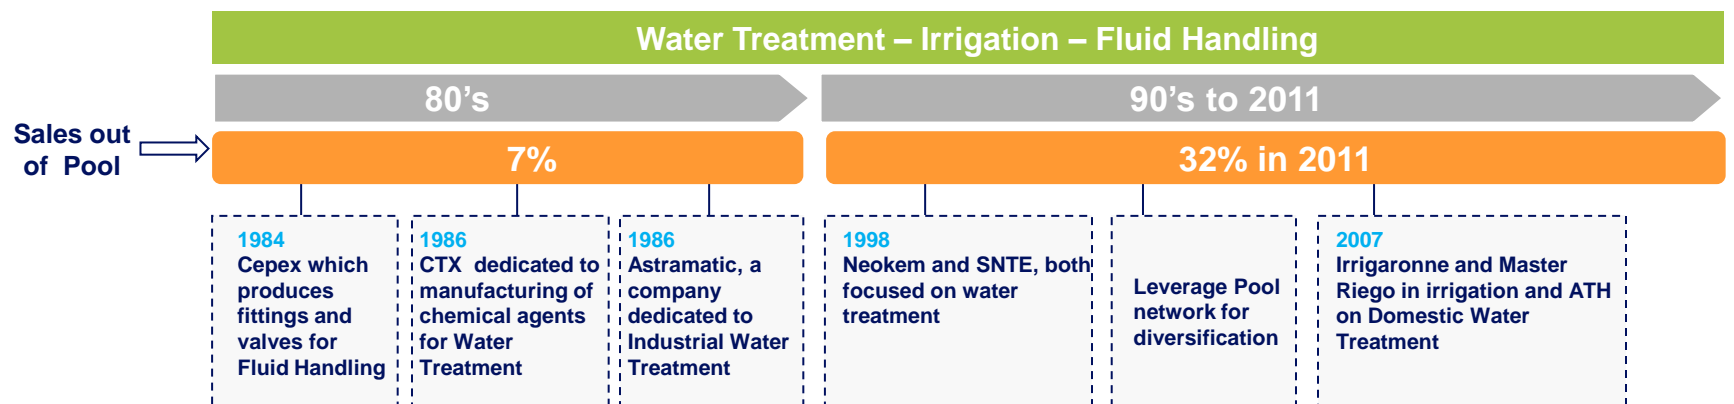 Water Treatment – Irrigation – Fluid Handling
80's
90's to 2011
Sales out
of Pool
7%
32% in 2011
1984
Cepex which
produces
fittings and
valves for
Fluid Handling
1986
CTX dedicated to
manufacturing of
chemical agents
for Water
Treatment
1986
Astramatic, a
company
dedicated to
Industrial Water
Treatment
1998
Neokem and SNTE, both
focused on water
treatment
Leverage Pool
network for
diversification
2007
Irrigaronne and Master
Riego in irrigation and ATH
on Domestic Water
Treatment